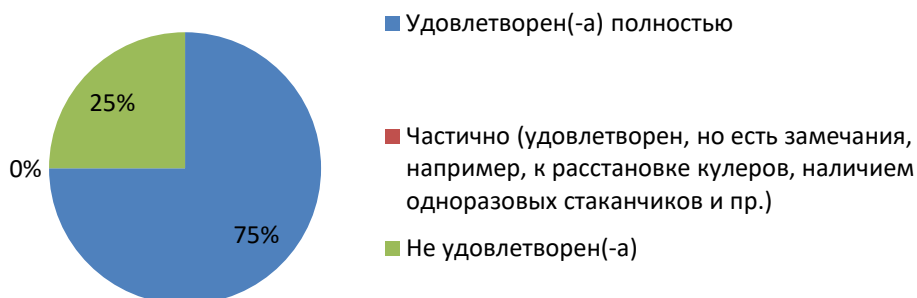 Удовлетворен(-а) полностью
25%
Частично (удовлетворен, но есть замечания,
0%
например, к расстановке кулеров, наличием
одноразовых стаканчиков и пр.)
75%
Не удовлетворен(-а)